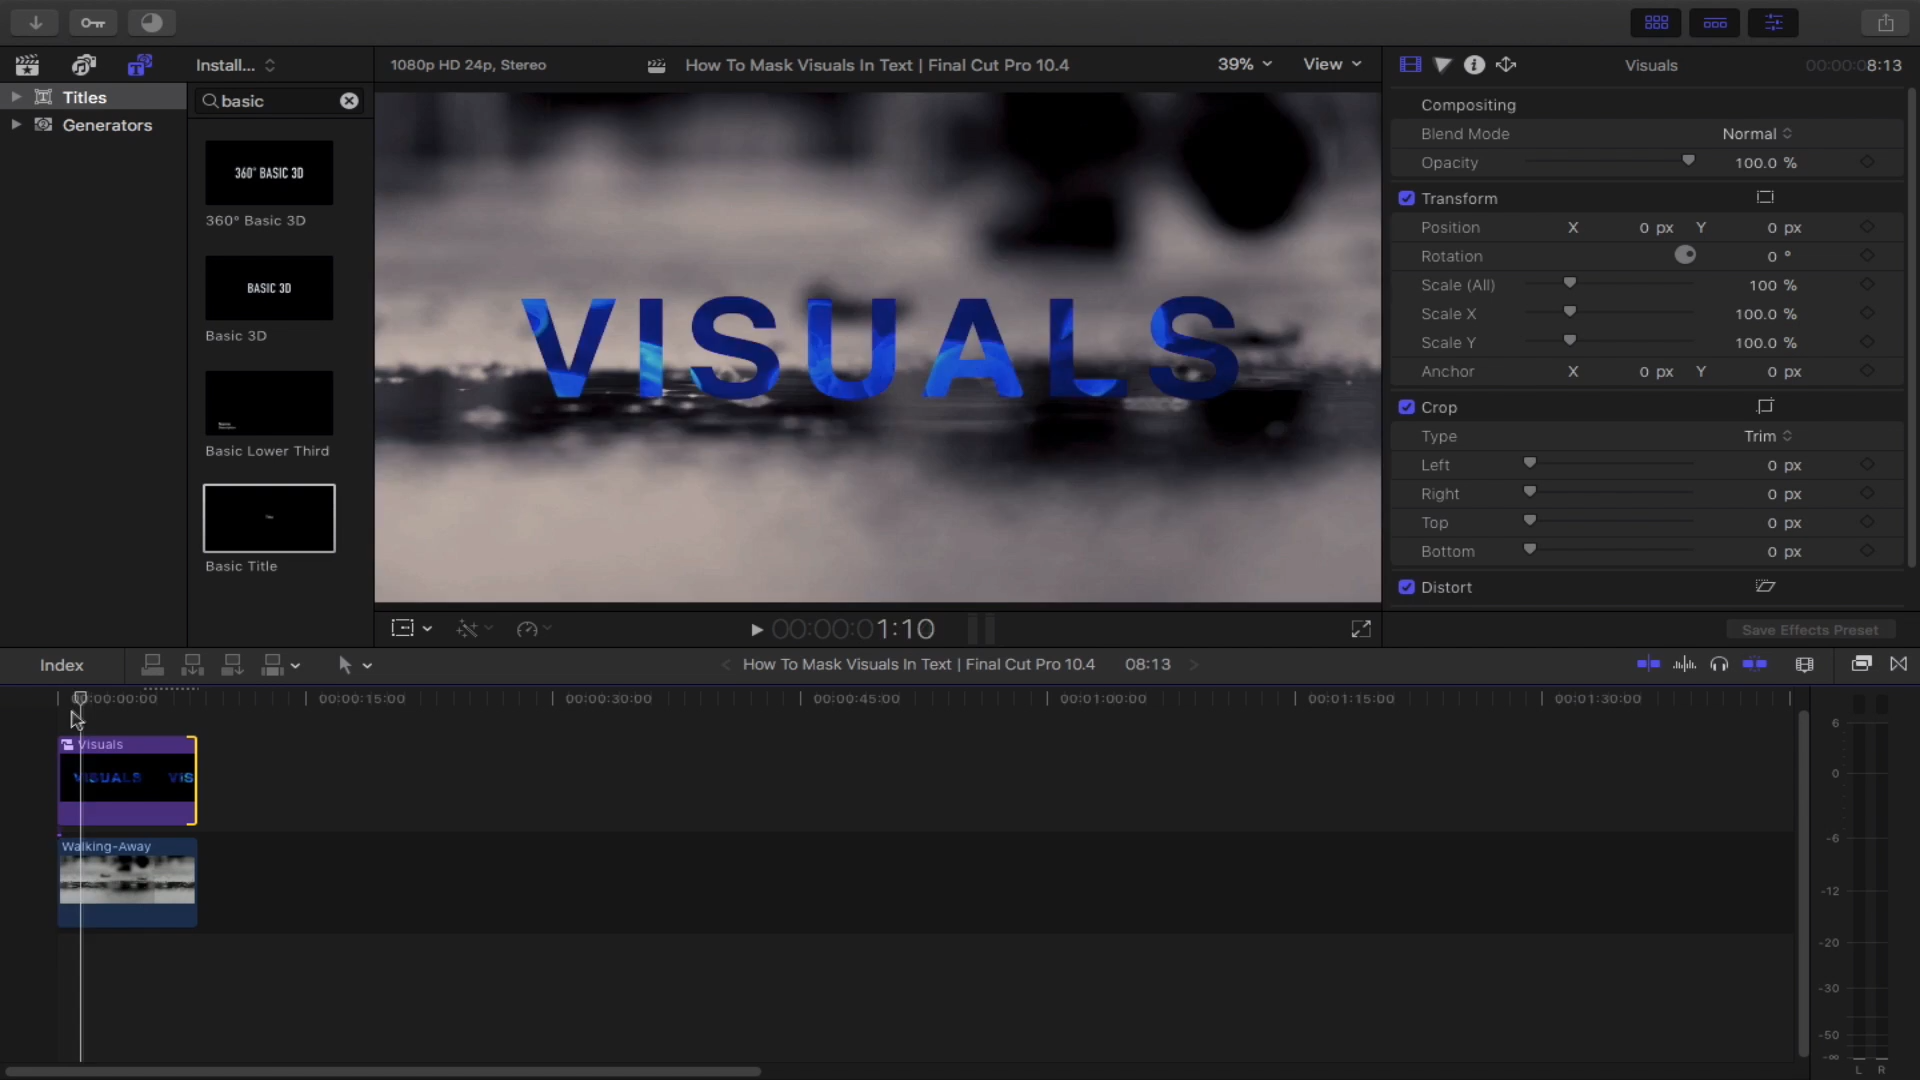 Install...
1080p HD 24p, Stereo
How To Mask Visuals In Text | Final Cut Pro 10.4
39%
View
Visuals
00:00:08:13
Titles
Generators
basic
360° BASIC 3D
360° Basic 3D
BASIC 3D
Basic 3D
Basic Lower Third
Basic Title
VISUALS
Compositing
Blend Mode
Normal
Opacity
100.0 %
Transform
Position
X
0 px
Y
0 px
Rotation
0 °
Scale (All)
100 %
Scale X
100.0 %
Scale Y
100.0 %
Anchor
X
0 px
Y
0 px
Crop
Type
Trim
Left
0 px
Right
0 px
Top
0 px
Bottom
0 px
Distort
Save Effects Preset
00:00:01:10
Index
How To Mask Visuals In Text | Final Cut Pro 10.4
08:13
00:00:00:00
00:00:15:00
00:00:30:00
00:00:45:00
00:01:00:00
00:01:15:00
00:01:30:00
Visuals
VISUALS
VIS
Walking-Away
6
0
-6
-12
-20
-30
-50
-∞
L
R